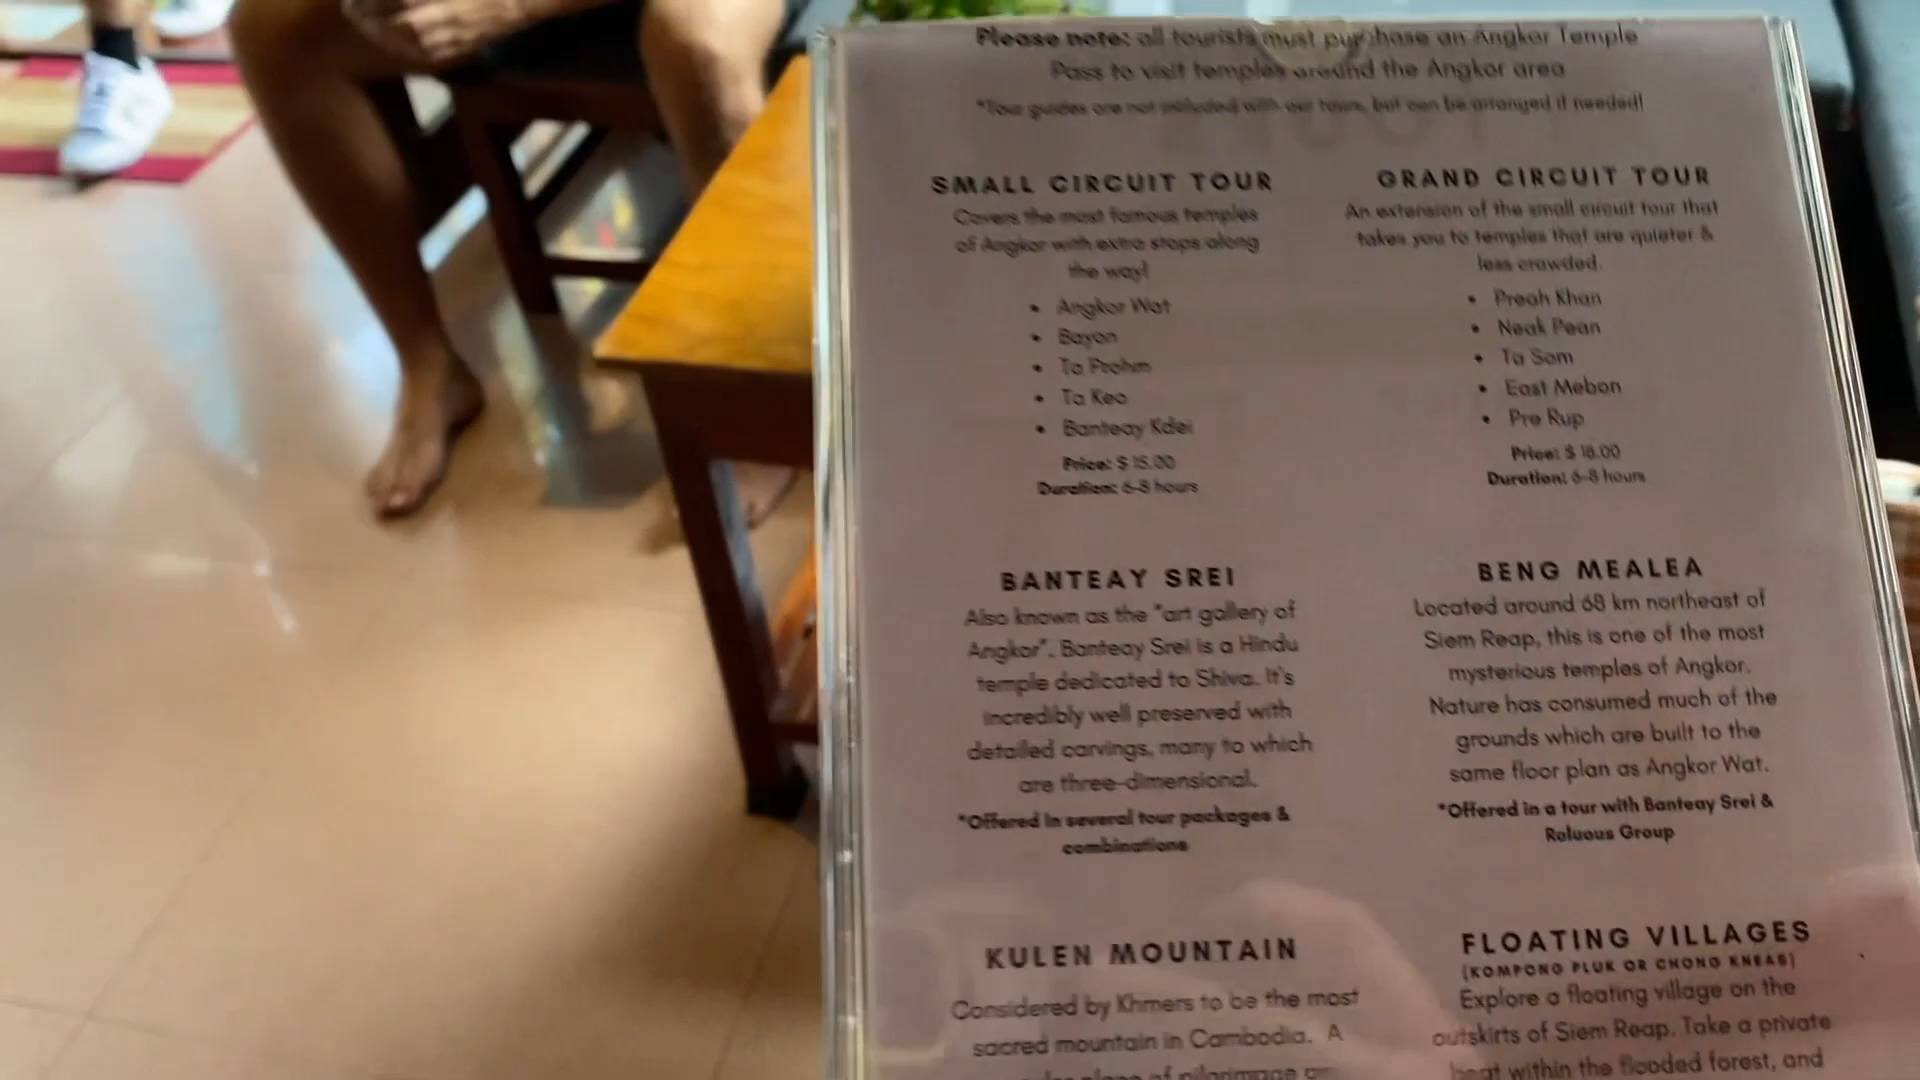 Please note: all tourists must purchase an Angkor Temple
Pass to visit temples around the Angkor area
*Tour guides are not included with our tours, but can be arranged if needed!
SMALL CIRCUIT TOUR
Covers the most famous temples
of Angkor with extra stops along
the way!
• Angkor Wat
• Bayon
• Ta Prohm
• Ta Keo
• Banteay Kdei
Price: $ 15.00
Duration: 6-8 hours
GRAND CIRCUIT TOUR
An extension of the small circuit tour that
takes you to temples that are quieter &
less crowded.
• Preah Khan
• Neak Pean
• Ta Som
• East Mebon
• Pre Rup
Price: $ 18.00
Duration: 6-8 hours
BANTEAY SREI
Also known as the "art gallery of
Angkor". Banteay Srei is a Hindu
temple dedicated to Shiva. It's
incredibly well preserved with
detailed carvings, many to which
are three-dimensional.
*Offered in several tour packages &
combinations
BENG MEALEA
Located around 68 km northeast of
Siem Reap, this is one of the most
mysterious temples of Angkor.
Nature has consumed much of the
grounds which are built to the
same floor plan as Angkor Wat.
*Offered in a tour with Banteay Srei &
Roluous Group
KULEN MOUNTAIN
Considered by Khmers to be the most
sacred mountain in Cambodia. A
place of pilgrimage
FLOATING VILLAGES
(KOMPONG PLUK OR CHONG KNEAS)
Explore a floating village on the
outskirts of Siem Reap. Take a private
boat within the flooded forest, and